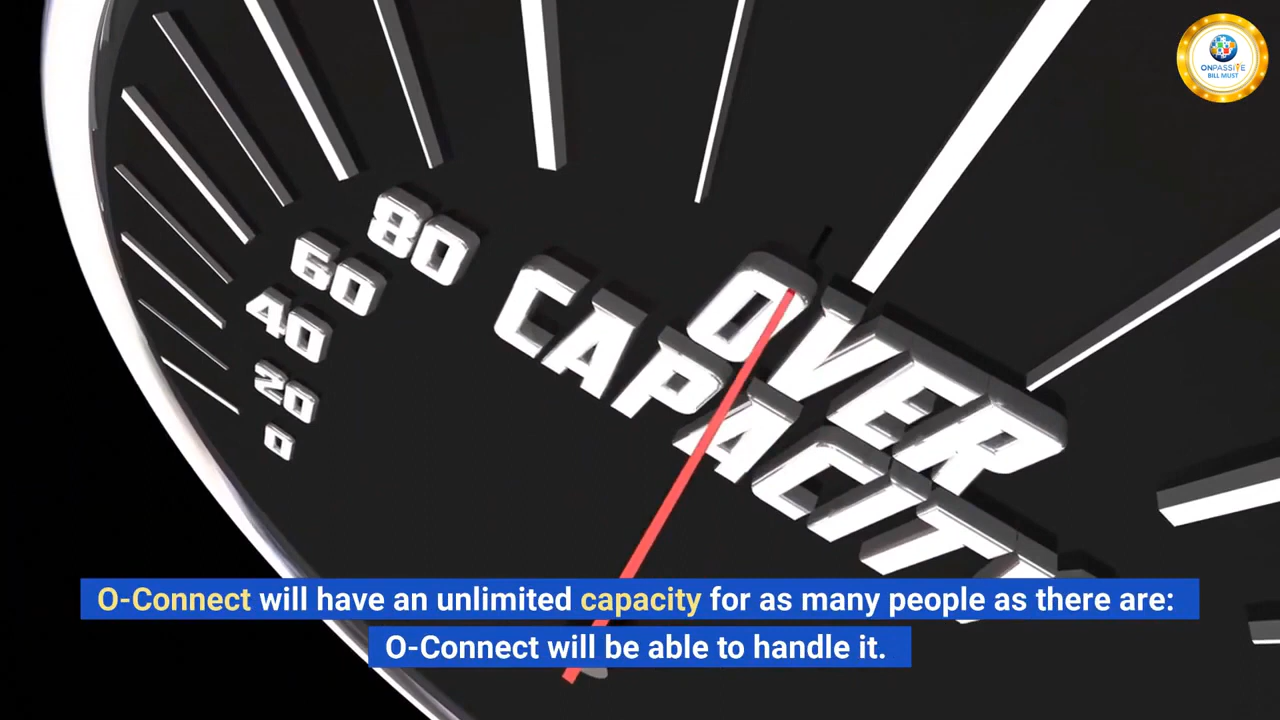 ONPASSIVE
BILL MUST
80
60
40
20
0
OVER
CAPACITY
O-Connect will have an unlimited capacity for as many people as there are:
O-Connect will be able to handle it.